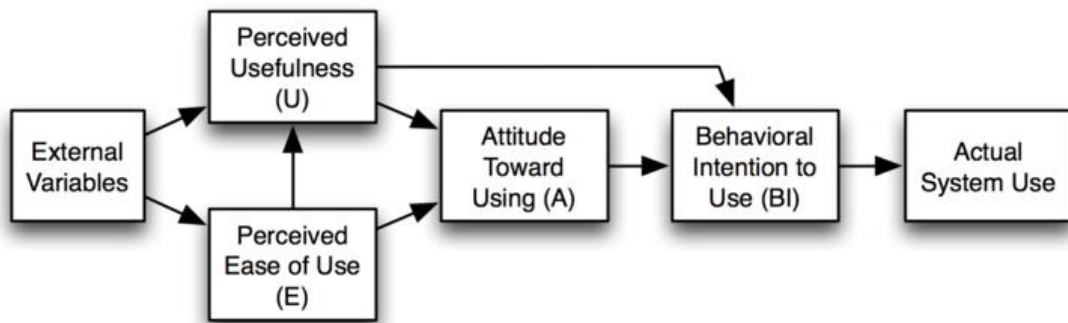 External
Variables
Perceived
Usefulness
(U)
Perceived
Ease of Use
(E)
Attitude
Toward
Using (A)
Behavioral
Intention to
Use (BI)
Actual
System Use